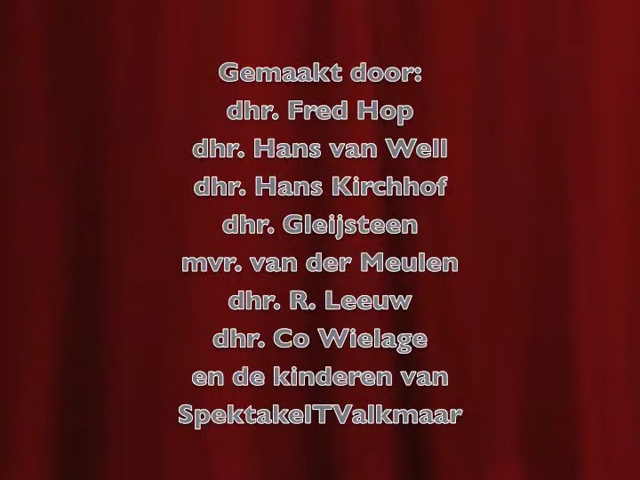 Gemaakt door:
dhr. Fred Hop
dhr. Hans van Well
dhr. Hans Kirchhof
dhr. Gleijsteen
mvr. van der Meulen
dhr. R. Leeuw
dhr. Co Wielage
en de kinderen van
SpektakelTValkmaar